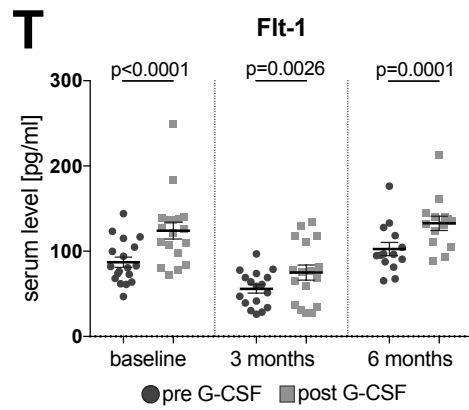 T
Flt-1
p<0.0001 p=0.0026 p=0.0001
serum level [pg/ml]
300
200
100
0
baseline 3 months 6 months
pre G-CSF post G-CSF